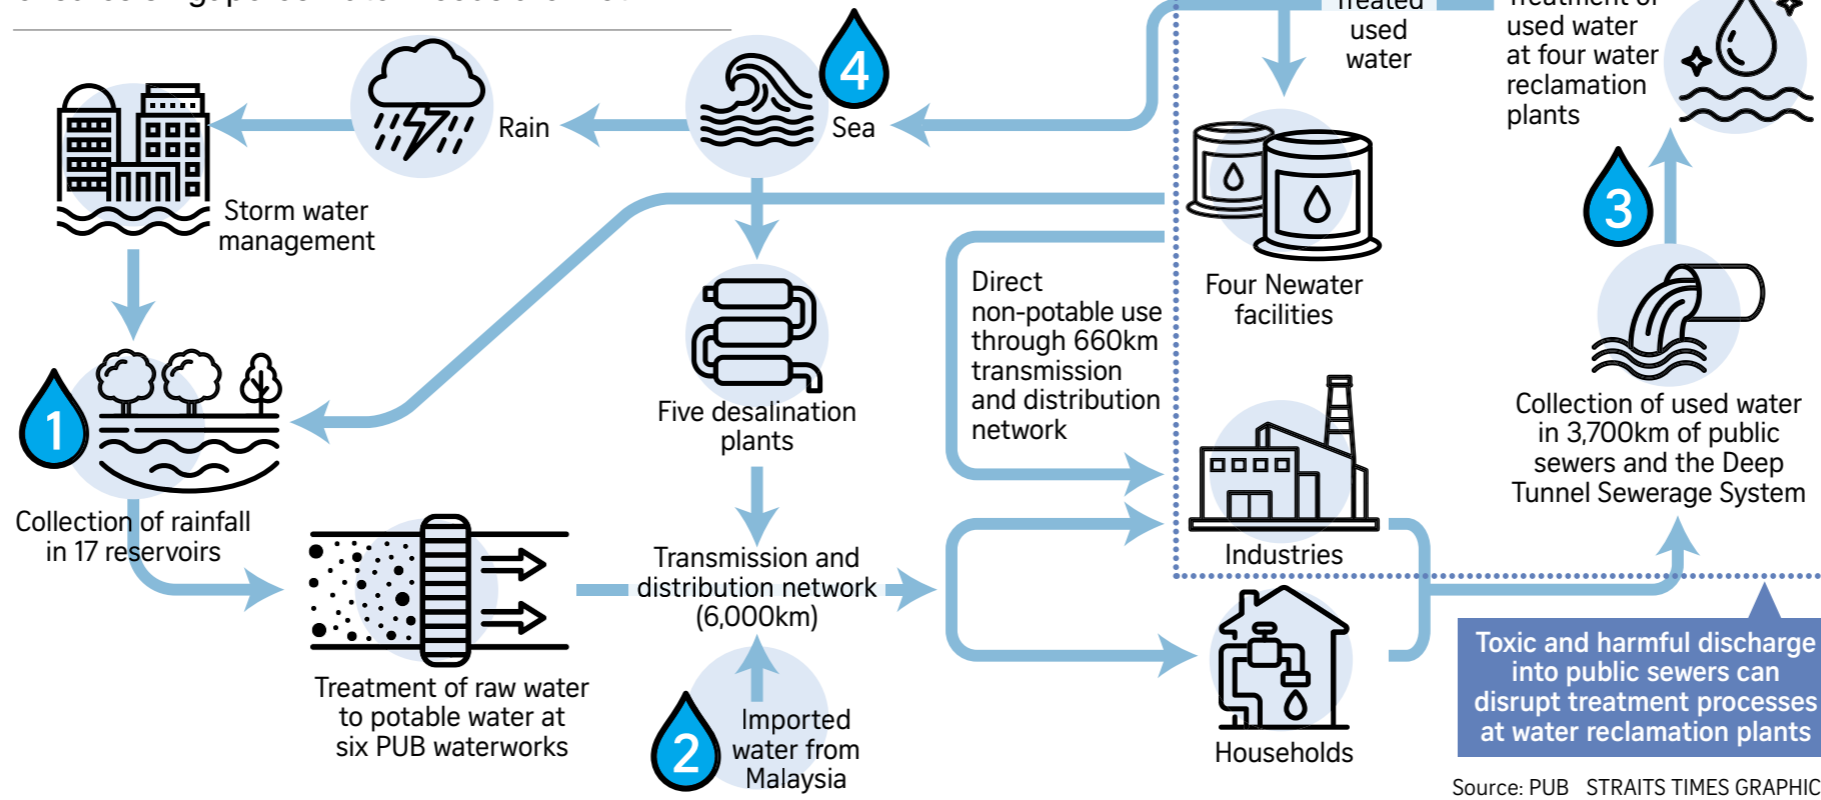 4
Sea
Rain
Storm water
management
1
Collection of rainfall
in 17 reservoirs
Treatment of raw water
to potable water at
six PUB waterworks
Five desalination
plants
Transmission and
distribution network
(6,000km)
2
Imported
water from
Malaysia
Treated
used
water
Treatment of
used water
at four water
reclamation
plants
3
Four Newater
facilities
Direct
non-potable use
through 660km
transmission
and distribution
network
Industries
Households
Collection of used water
in 3,700km of public
sewers and the Deep
Tunnel Sewerage System
Toxic and harmful discharge
into public sewers can
disrupt treatment processes
at water reclamation plants
Source: PUB STRAITS TIMES GRAPHIC